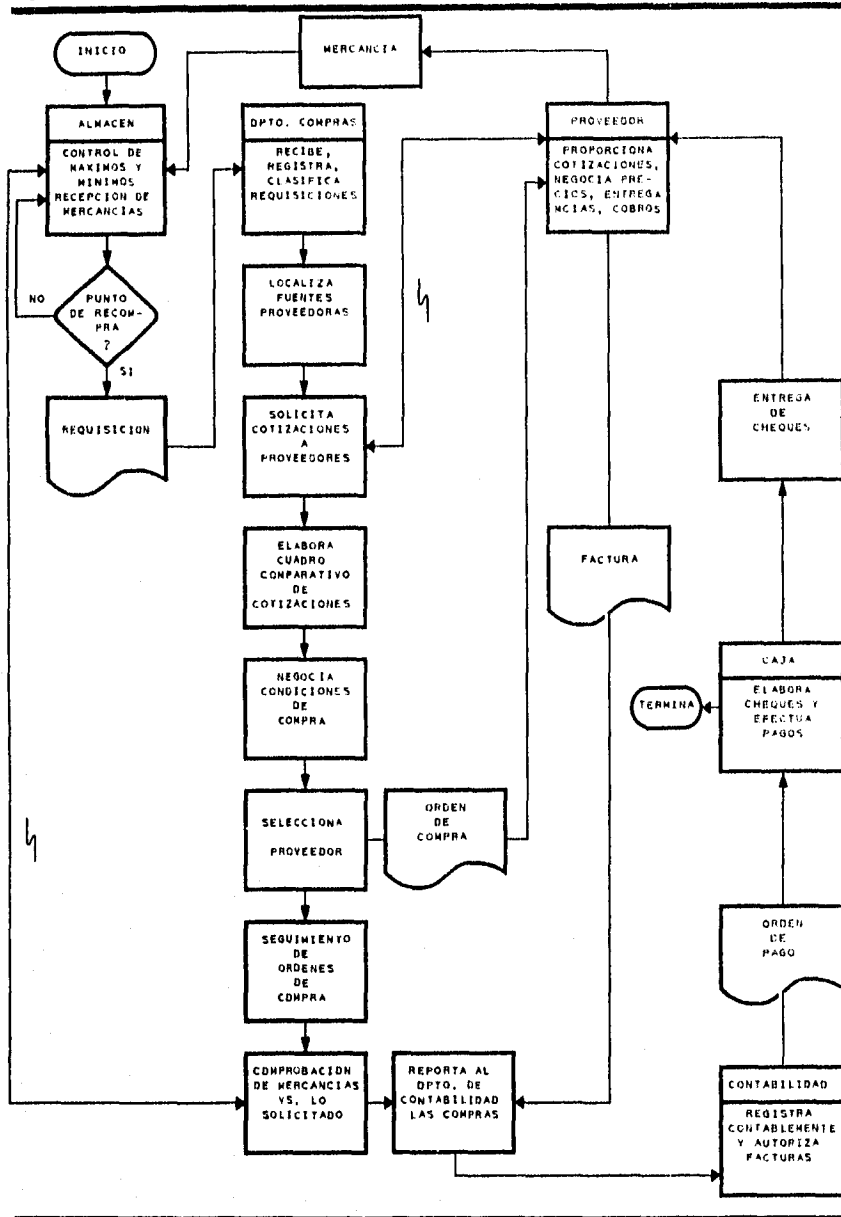 INICIO
MERCANCIA
ALMACEN
CONTROL DE
MAXIMOS Y
MINIMOS
RECEPCION DE
MERCANCIAS
DPTO. COMPRAS
RECIBE,
REGISTRA,
CLASIFICA
REQUISICIONES
PROVEEDOR
PROPORCIONA
COTIZACIONES,
NEGOCIA PRE-
CIOS, ENTREGA
MCIAS, COBROS
NO
PUNTO
DE RECOM-
PRA
?
SI
LOCALIZA
FUENTES
PROVEEDORAS
REQUISICION
SOLICITA
COTIZACIONES
A
PROVEEDORES
ENTREGA
DE
CHEQUES
ELABORA
CUADRO
COMPARATIVO
DE
COTIZACIONES
FACTURA
NEGOCIA
CONDICIONES
DE
COMPRA
TERMINA
CAJA
ELABORA
CHEQUES Y
EFECTUA
PAGOS
SELECCIONA
PROVEEDOR
ORDEN
DE
COMPRA
SEGUIMIENTO
DE
ORDENES
DE
COMPRA
ORDEN
DE
PAGO
COMPROBACION
DE MERCANCIAS
VS. LO
SOLICITADO
REPORTA AL
DPTO. DE
CONTABILIDAD
LAS COMPRAS
CONTABILIDAD
REGISTRA
CONTABLEMENTE
Y AUTORIZA
FACTURAS